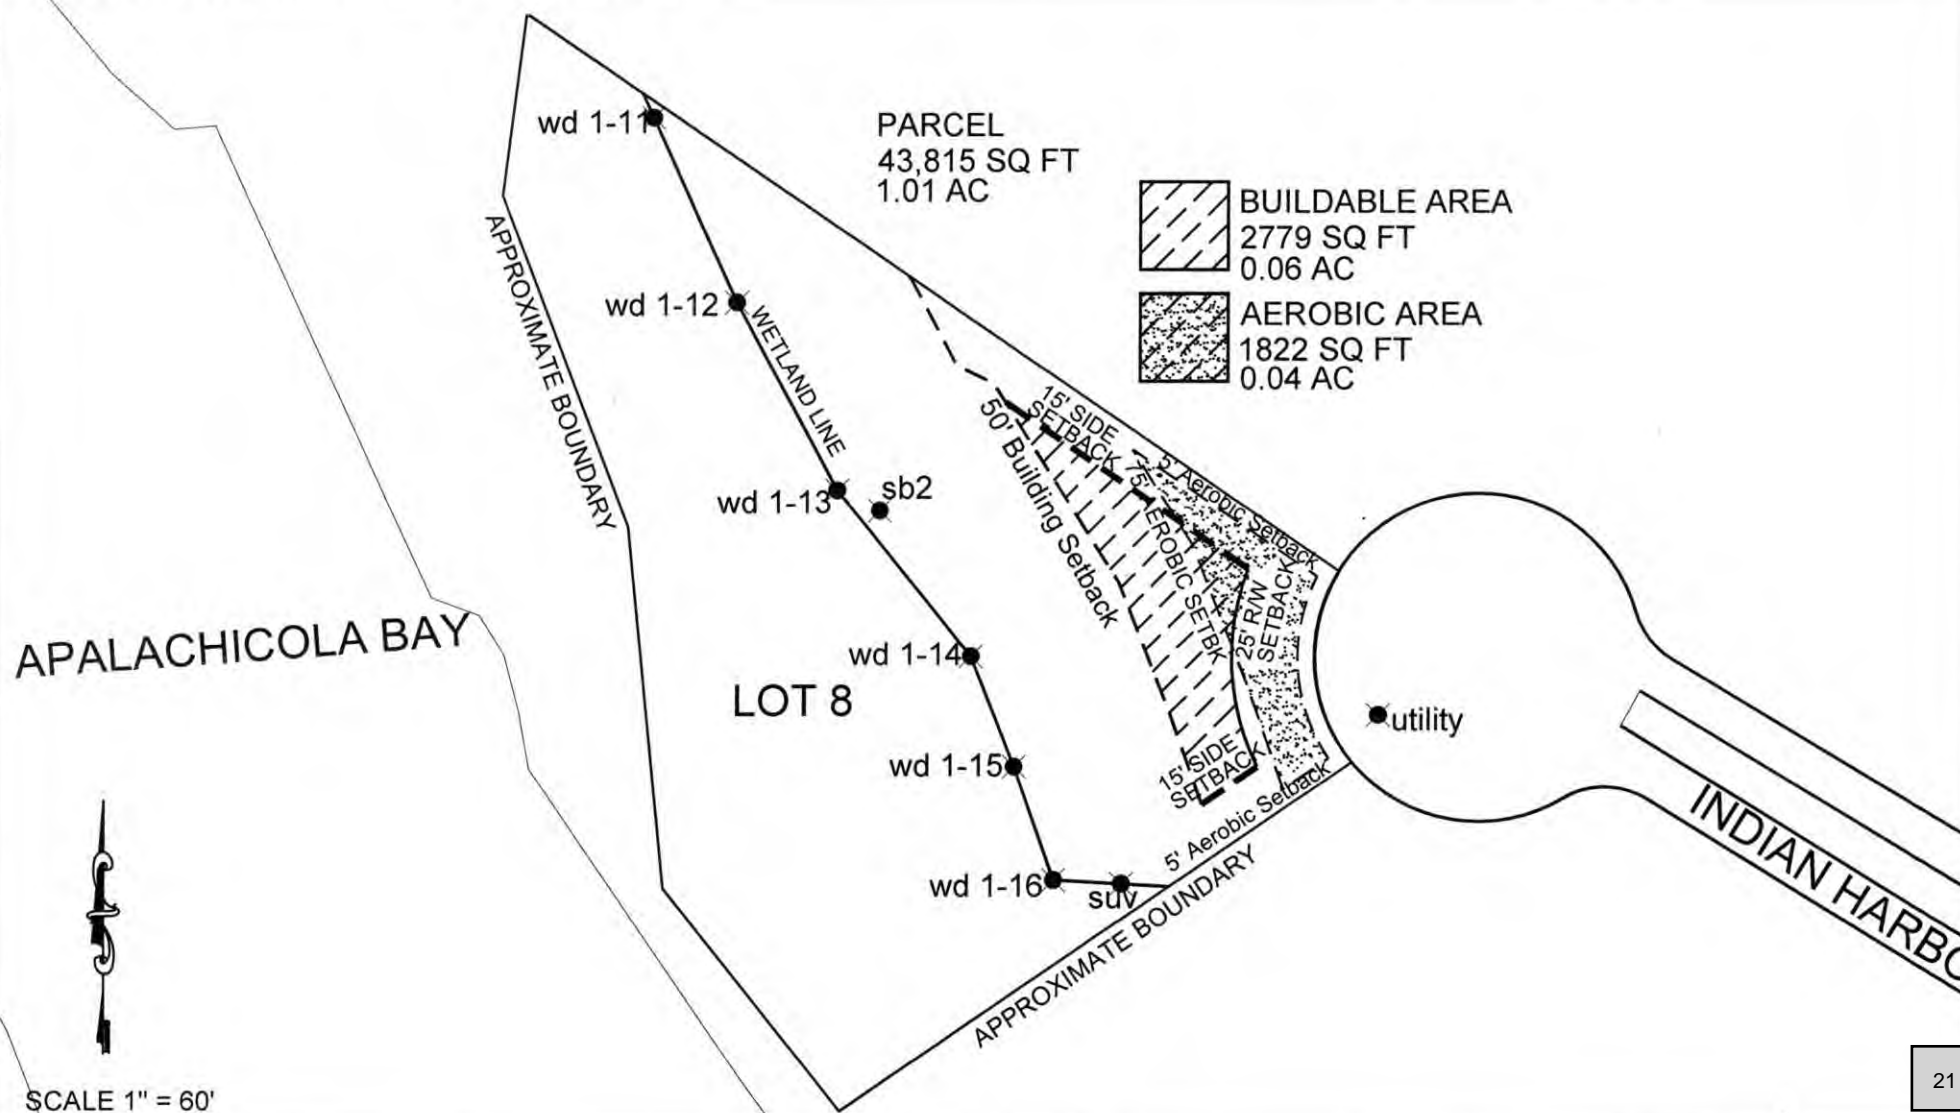 wd 1-11
PARCEL
43,815 SQ FT
1.01 AC
BUILDABLE AREA
2779 SQ FT
0.06 AC
AEROBIC AREA
1822 SQ FT
0.04 AC
APPROXIMATE BOUNDARY
wd 1-12
WETLAND LINE
15' SIDE
SETBACK
50' Building Setback
75' AEROBIC SETBK
5' Aerobic Setback
wd 1-13
sb2
25' R/W
SETBACK
APALACHICOLA BAY
wd 1-14
LOT 8
utility
wd 1-15
15' SIDE
SETBACK
5' Aerobic Setback
wd 1-16
suv
APPROXIMATE BOUNDARY
INDIAN HARBO
SCALE 1" = 60'
21